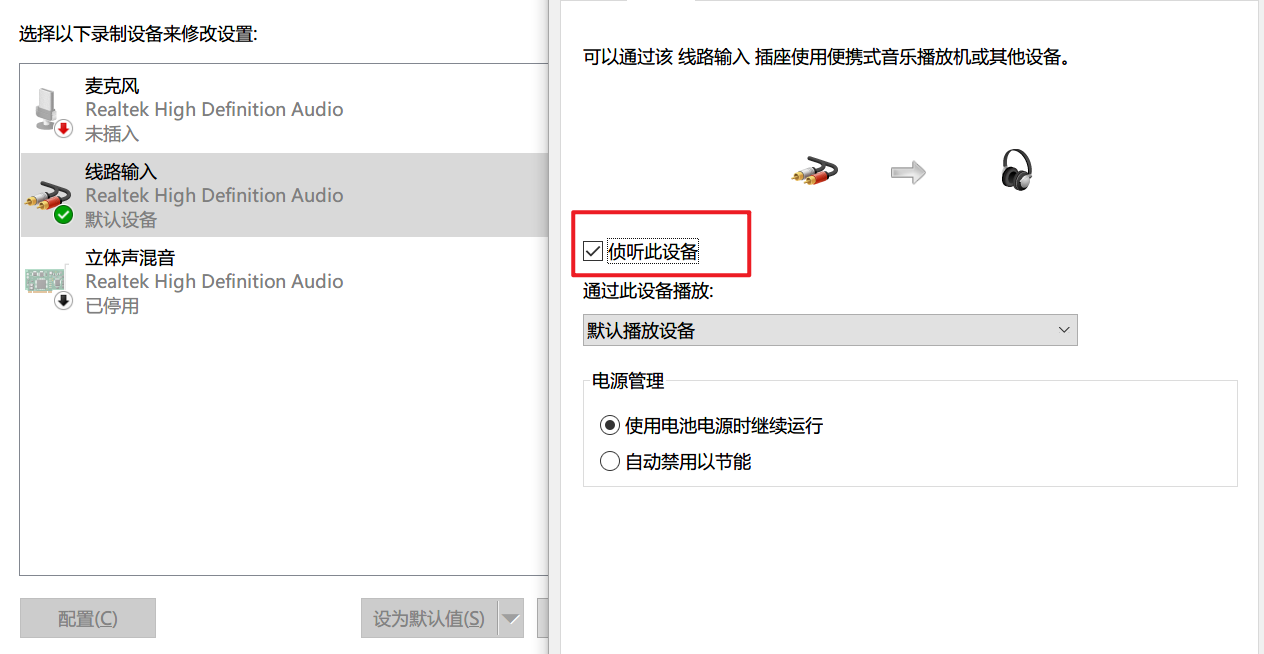 选择以下录制设备来修改设置:
麦克风
Realtek High Definition Audio
未插入
线路输入
Realtek High Definition Audio
默认设备
立体声混音
Realtek High Definition Audio
已停用
配置(C)
设为默认值(S)
可以通过该 线路输入 插座使用便携式音乐播放机或其他设备。
侦听此设备
通过此设备播放:
默认播放设备
电源管理
使用电池电源时继续运行
自动禁用以节能